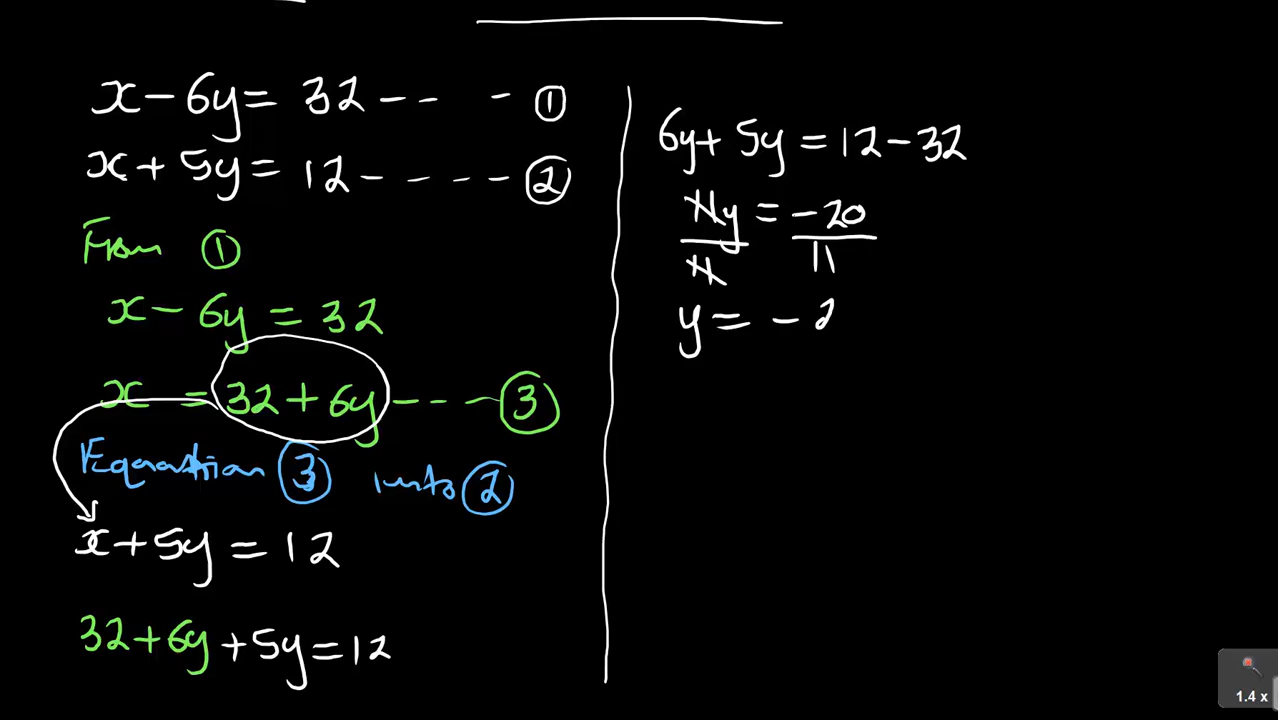 x - 6y = 32 - - - ①
x + 5y = 12 - - - - - ②
From ①
x - 6y = 32
x = 32 + 6y - - - - ③
Equation ③ into ②
x + 5y = 12
32 + 6y + 5y = 12
6y + 5y = 12 - 32
11y = -20
11 11
y = - 2
1.4 x